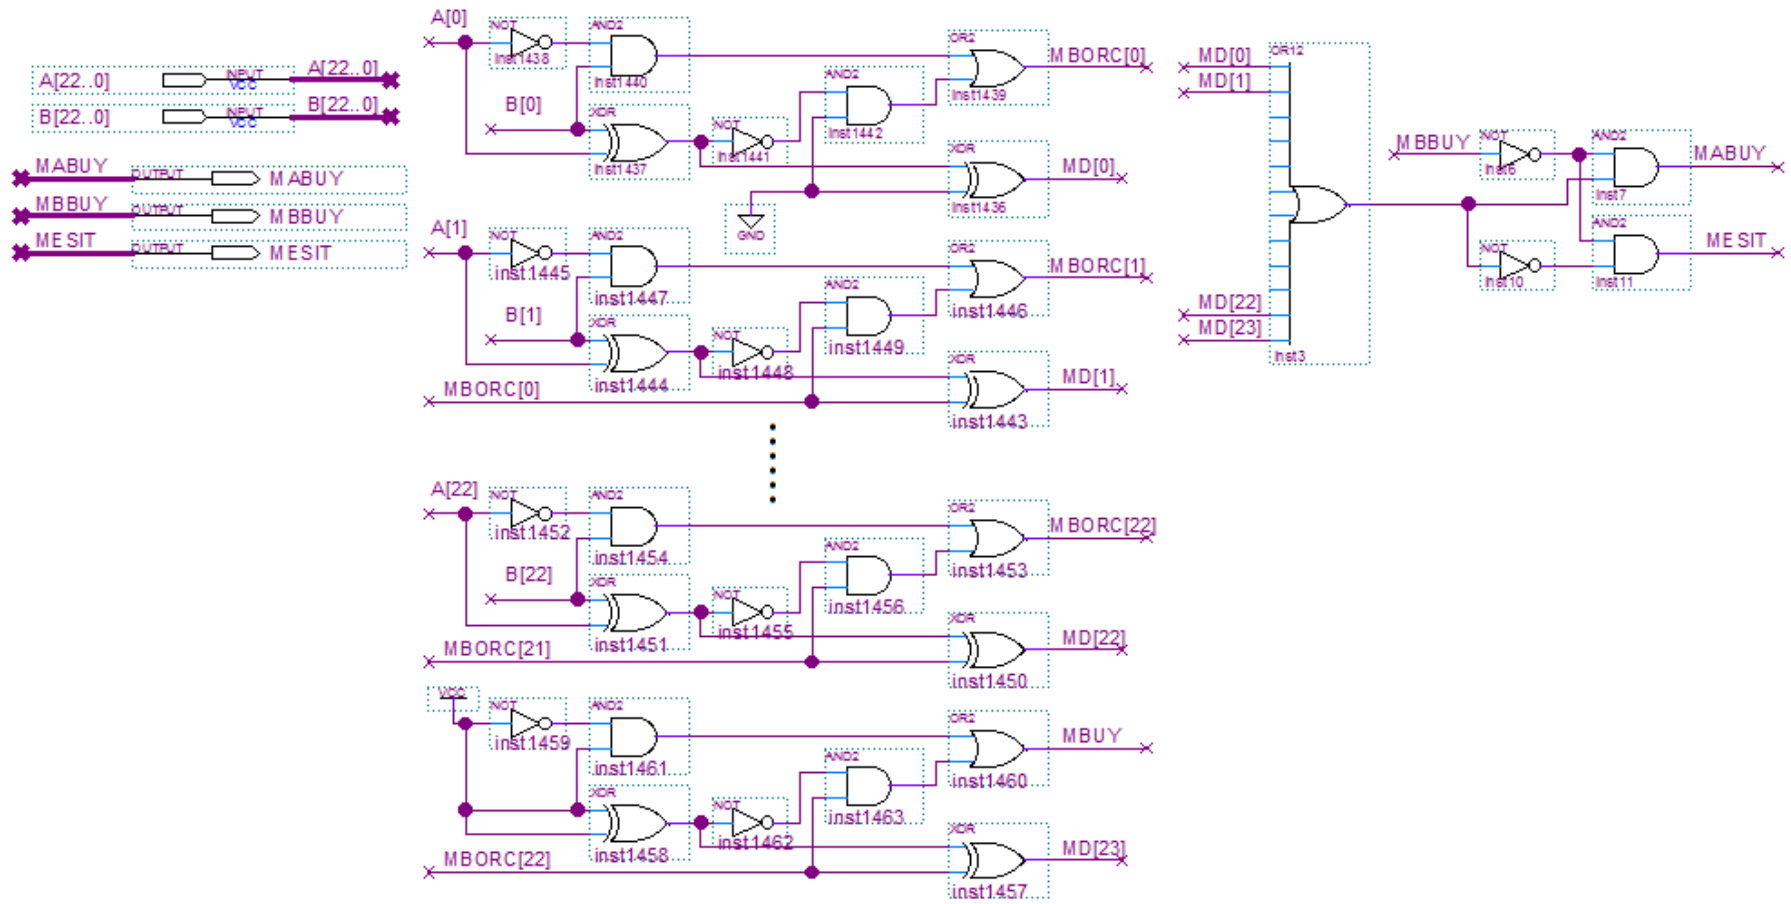 A[22..0] INPUT VCC A[22..0]
B[22..0] INPUT VCC B[22..0]
MABUY OUTPUT MABUY
MBBUY OUTPUT MBBUY
MESIT OUTPUT MESIT
A[0] NOT inst1438 AND2 inst1440 OR2 inst1439 MBORC[0]
B[0] XOR inst1437 NOT inst1441 AND2 inst1442 XOR inst1436 MD[0]
GND
A[1] NOT inst1445 AND2 inst1447 OR2 inst1446 MBORC[1]
B[1] XOR inst1444 NOT inst1448 AND2 inst1449 XOR inst1443 MD[1]
MBORC[0]
A[22] NOT inst1452 AND2 inst1454 OR2 inst1453 MBORC[22]
B[22] XOR inst1451 NOT inst1455 AND2 inst1456 XOR inst1450 MD[22]
MBORC[21]
VCC NOT inst1459 AND2 inst1461 OR2 inst1460 MBUY
XOR inst1458 NOT inst1462 AND2 inst1463 XOR inst1457 MD[23]
MBORC[22]
MD[0]
MD[1]
OR12
MD[22]
MD[23]
inst3
MBBUY NOT inst6 AND2 inst7 MABUY
NOT inst10 AND2 inst11 MESIT